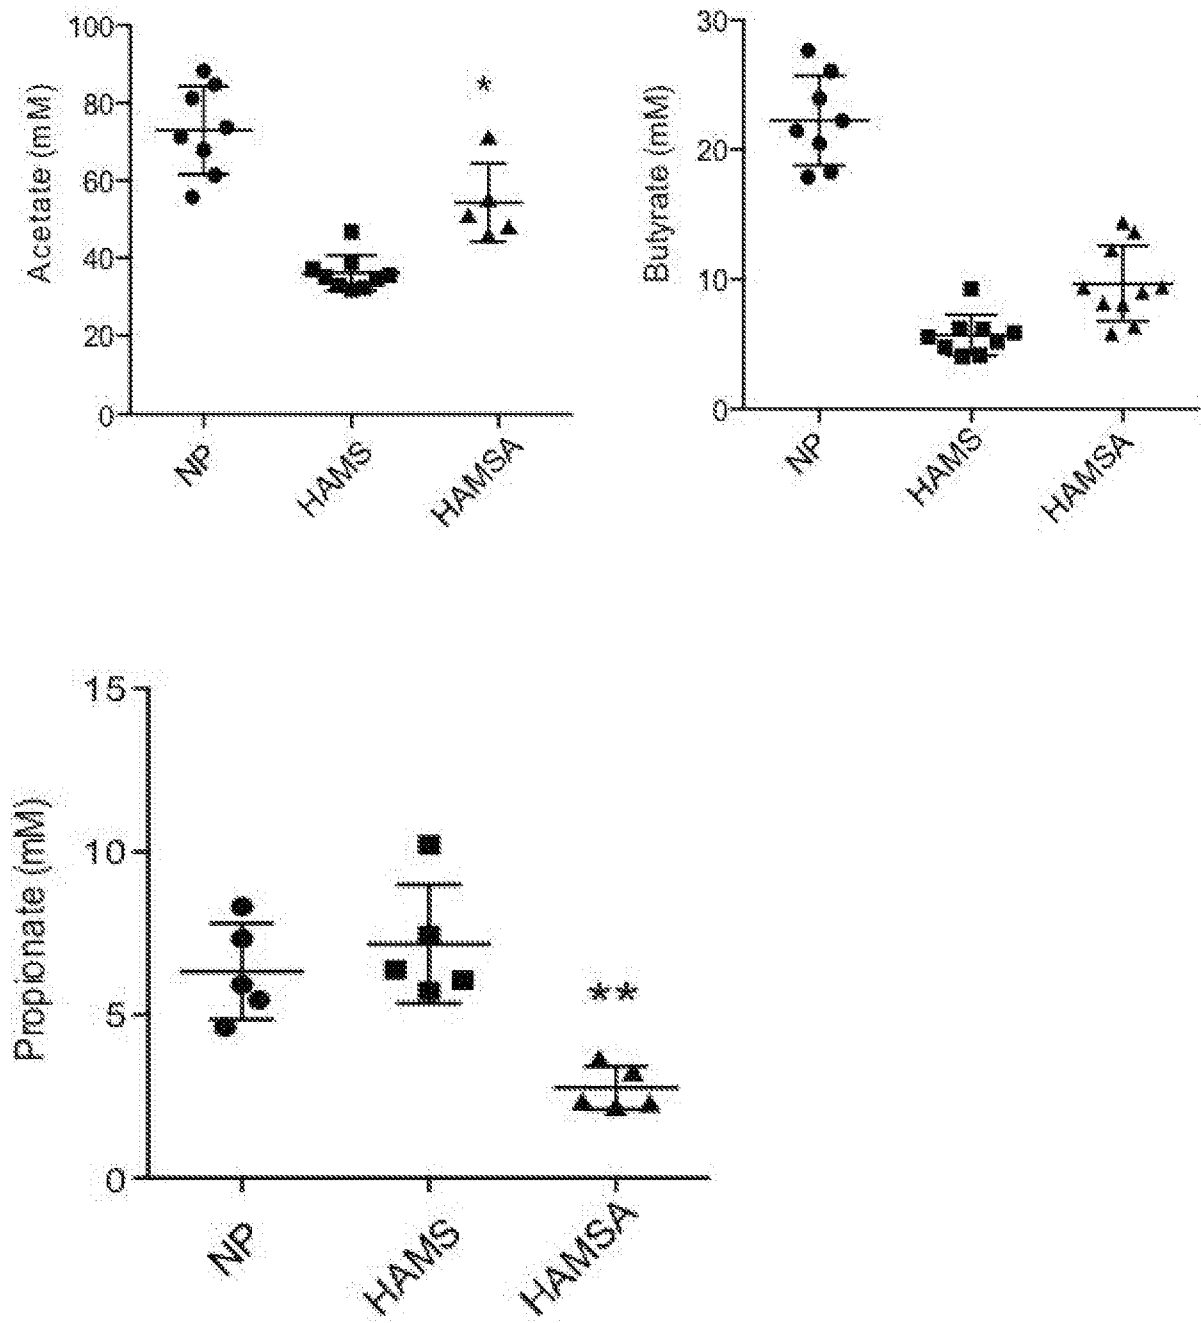 Acetate (mM)
100
80
60
40
20
0
*
NP
HAMS
HAMSA
Butyrate (mM)
30
20
10
0
NP
HAMS
HAMSA
Propionate (mM)
15
10
5
0
**
NP
HAMS
HAMSA